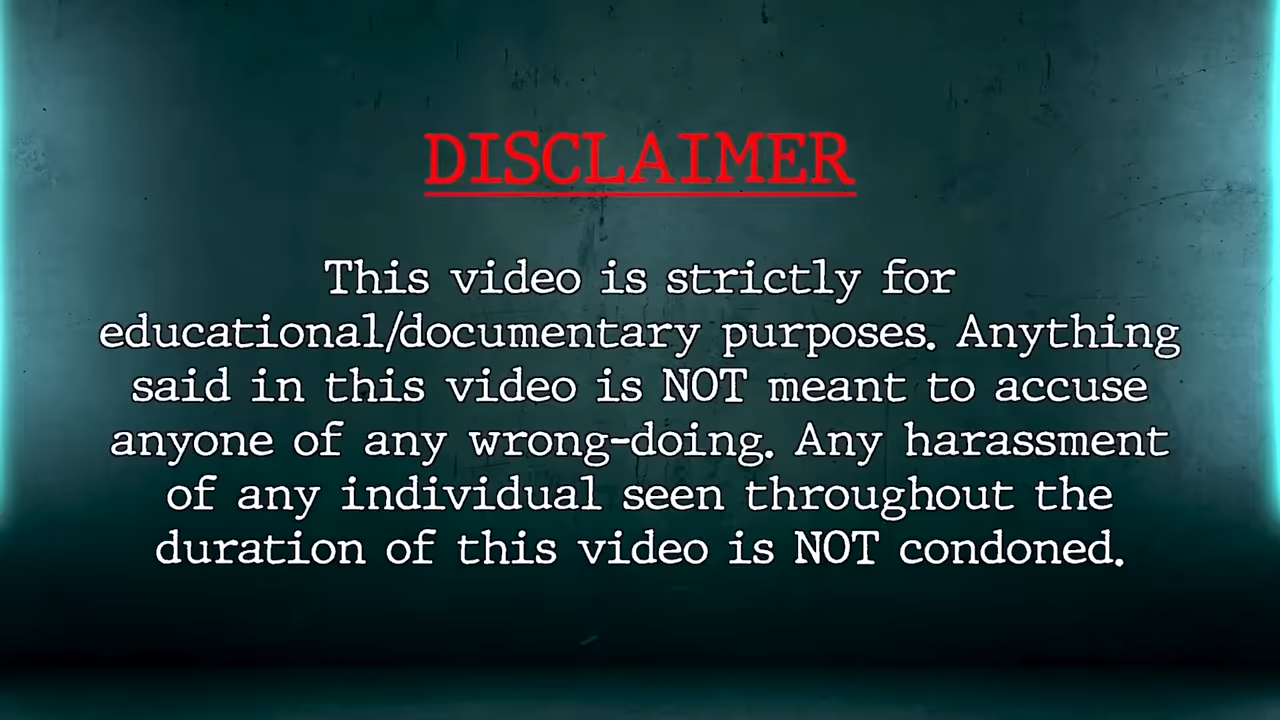 DISCLAIMER
This video is strictly for
educational/documentary purposes. Anything
said in this video is NOT meant to accuse
anyone of any wrong-doing. Any harassment
of any individual seen throughout the
duration of this video is NOT condoned.